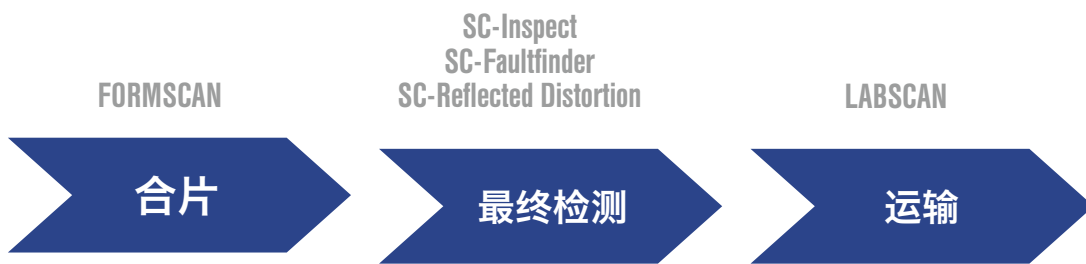 FORMSCAN
SC-Inspect
SC-Faultfinder
SC-Reflected Distortion
LABSCAN
合片
最终检测
运输